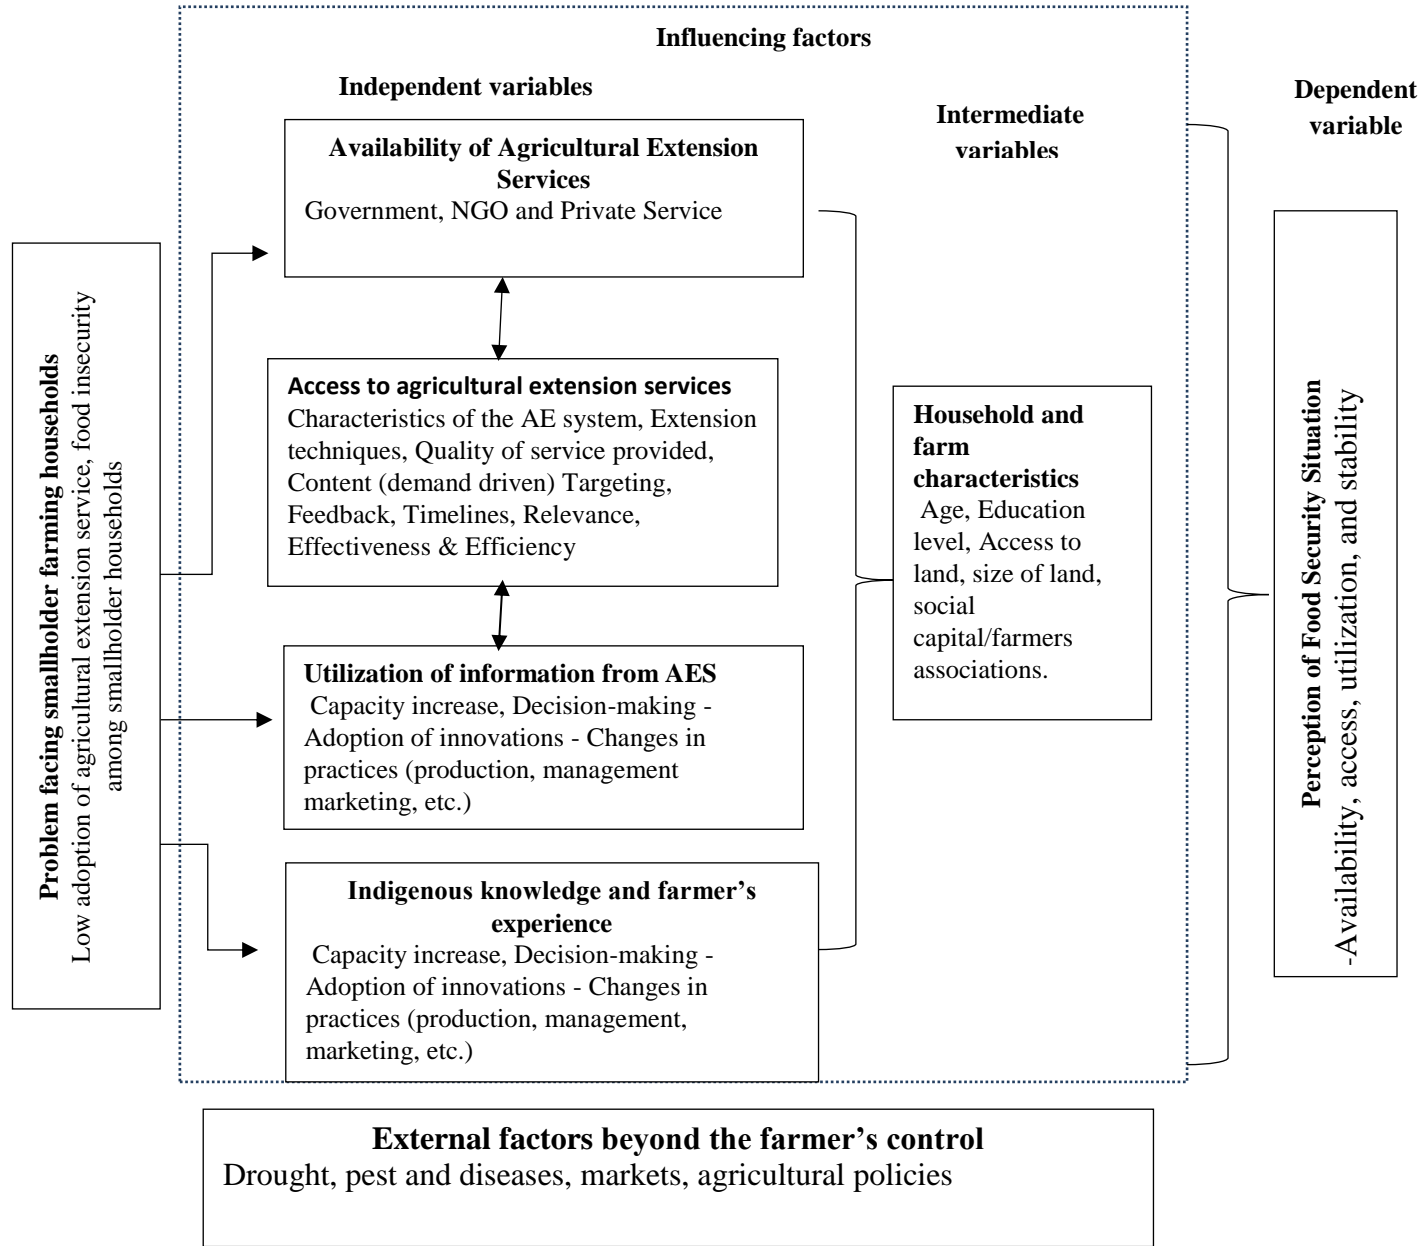 Influencing factors
Independent variables
Intermediate
variables
Dependent
variable
Problem facing smallholder farming households
Low adoption of agricultural extension service, food insecurity
among smallholder households
Availability of Agricultural Extension
Services
Government, NGO and Private Service
Access to agricultural extension services
Characteristics of the AE system, Extension
techniques, Quality of service provided,
Content (demand driven) Targeting,
Feedback, Timelines, Relevance,
Effectiveness & Efficiency
Utilization of information from AES
Capacity increase, Decision-making -
Adoption of innovations - Changes in
practices (production, management
marketing, etc.)
Indigenous knowledge and farmer’s
experience
Capacity increase, Decision-making -
Adoption of innovations - Changes in
practices (production, management,
marketing, etc.)
Household and
farm
characteristics
Age, Education
level, Access to
land, size of land,
social
capital/farmers
associations.
Perception of Food Security Situation
-Availability, access, utilization, and stability
External factors beyond the farmer’s control
Drought, pest and diseases, markets, agricultural policies